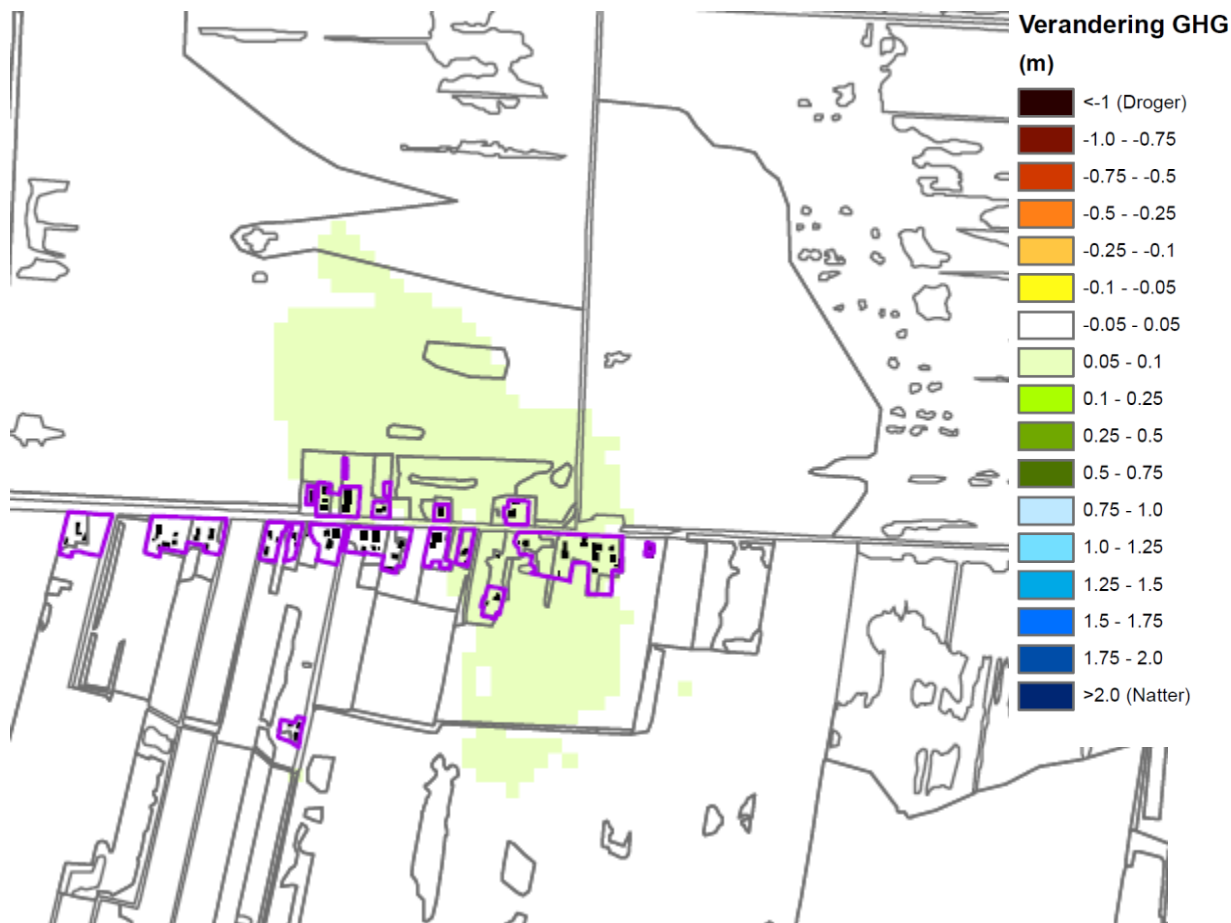 Verandering GHG
(m)
<-1 (Droger)
-1.0 - -0.75
-0.75 - -0.5
-0.5 - -0.25
-0.25 - -0.1
-0.1 - -0.05
-0.05 - 0.05
0.05 - 0.1
0.1 - 0.25
0.25 - 0.5
0.5 - 0.75
0.75 - 1.0
1.0 - 1.25
1.25 - 1.5
1.5 - 1.75
1.75 - 2.0
>2.0 (Natter)